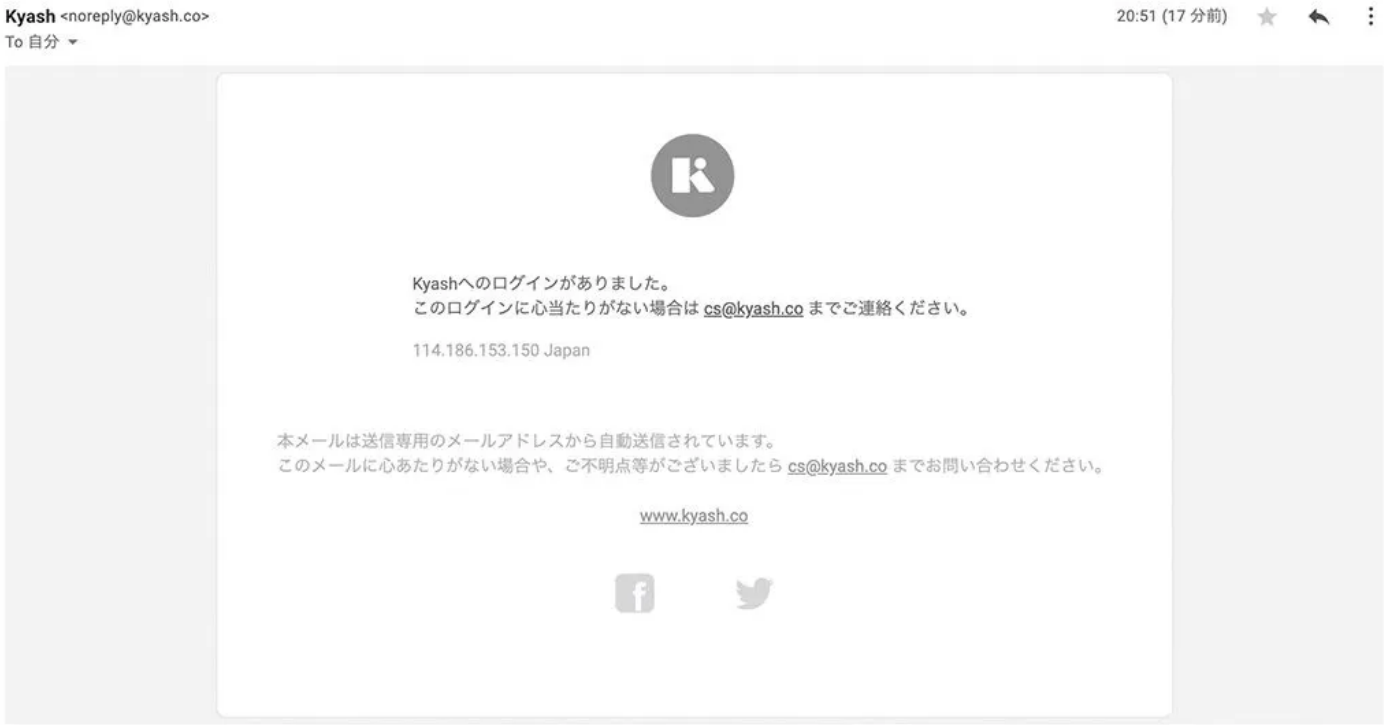 Kyash <noreply@kyash.co>
20:51 (17 分前)
To 自分
Kyashへのログインがありました。
このログインに心当たりがない場合は cs@kyash.co までご連絡ください。
114.186.153.150 Japan
本メールは送信専用のメールアドレスから自動送信されています。
このメールに心あたりがない場合や、ご不明点等がございましたら cs@kyash.co までお問い合わせください。
www.kyash.co